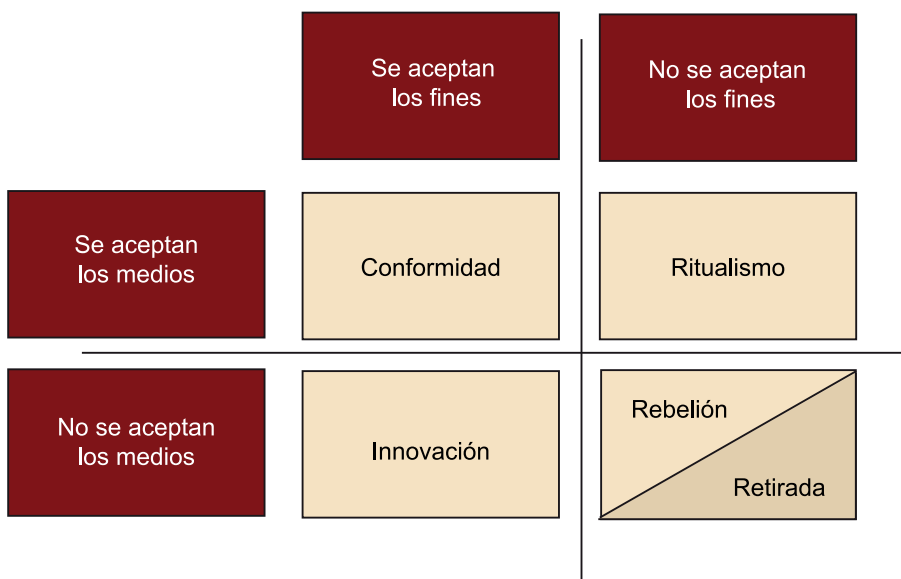 Se aceptan
los fines
No se aceptan
los fines
Se aceptan
los medios
Conformidad
Ritualismo
No se aceptan
los medios
Innovación
Rebelión
Retirada